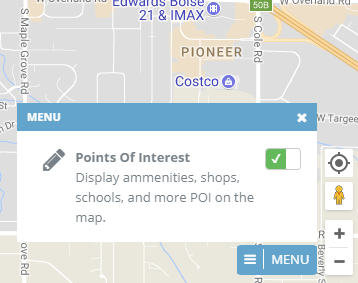 W Overland Rd
Edwards Boise
21 & IMAX
50B
W Overland Rd
S Maple Grove Rd
S Cole Rd
PIONEER
Costco
MENU
W Targee
Points Of Interest
Display ammenities, shops,
schools, and more POI on the
map.
MENU
S Beverly S